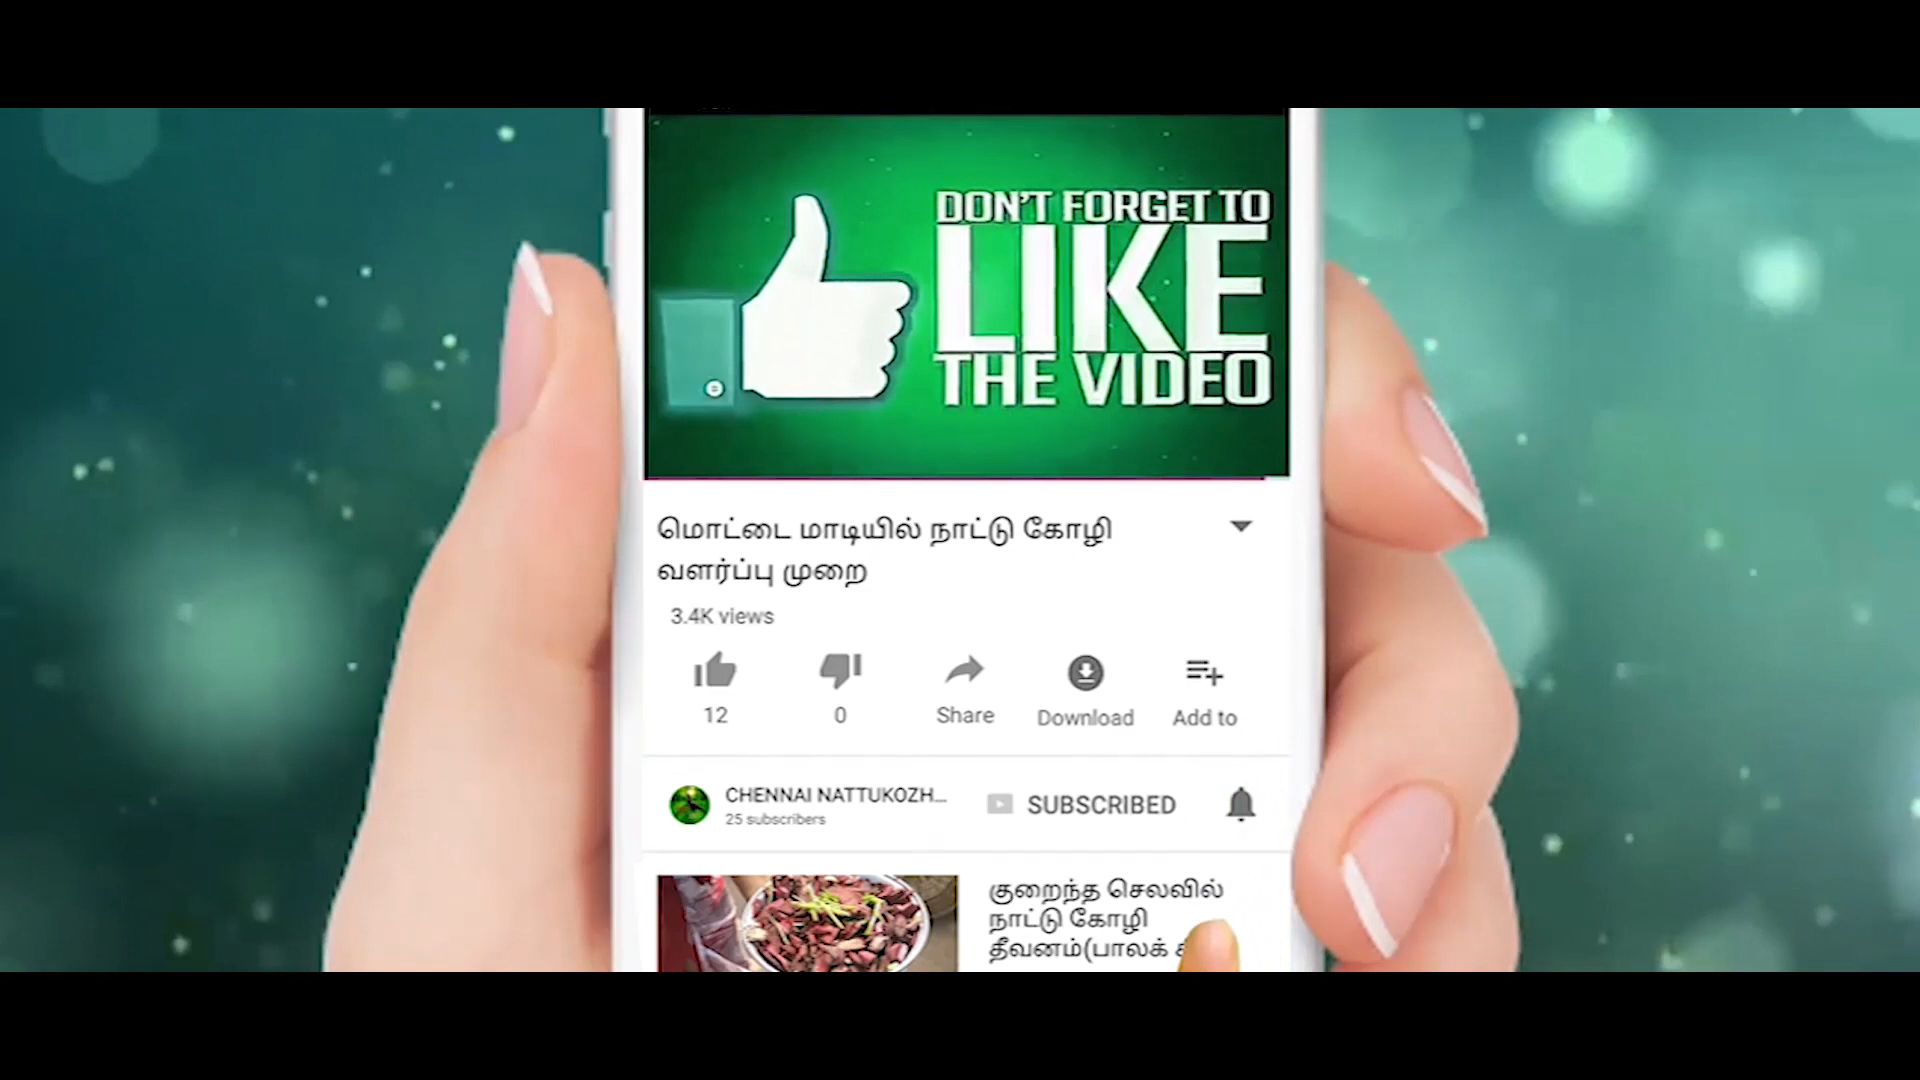 DON'T FORGET TO
LIKE
THE VIDEO
மொட்டை மாடியில் நாட்டு கோழி
வளர்ப்பு முறை
3.4K views
12
0
Share
Download
Add to
CHENNAI NATTUKOZH...
SUBSCRIBED
25 subscribers
குறைந்த செலவில்
நாட்டு கோழி
தீவனம்(பாலக்